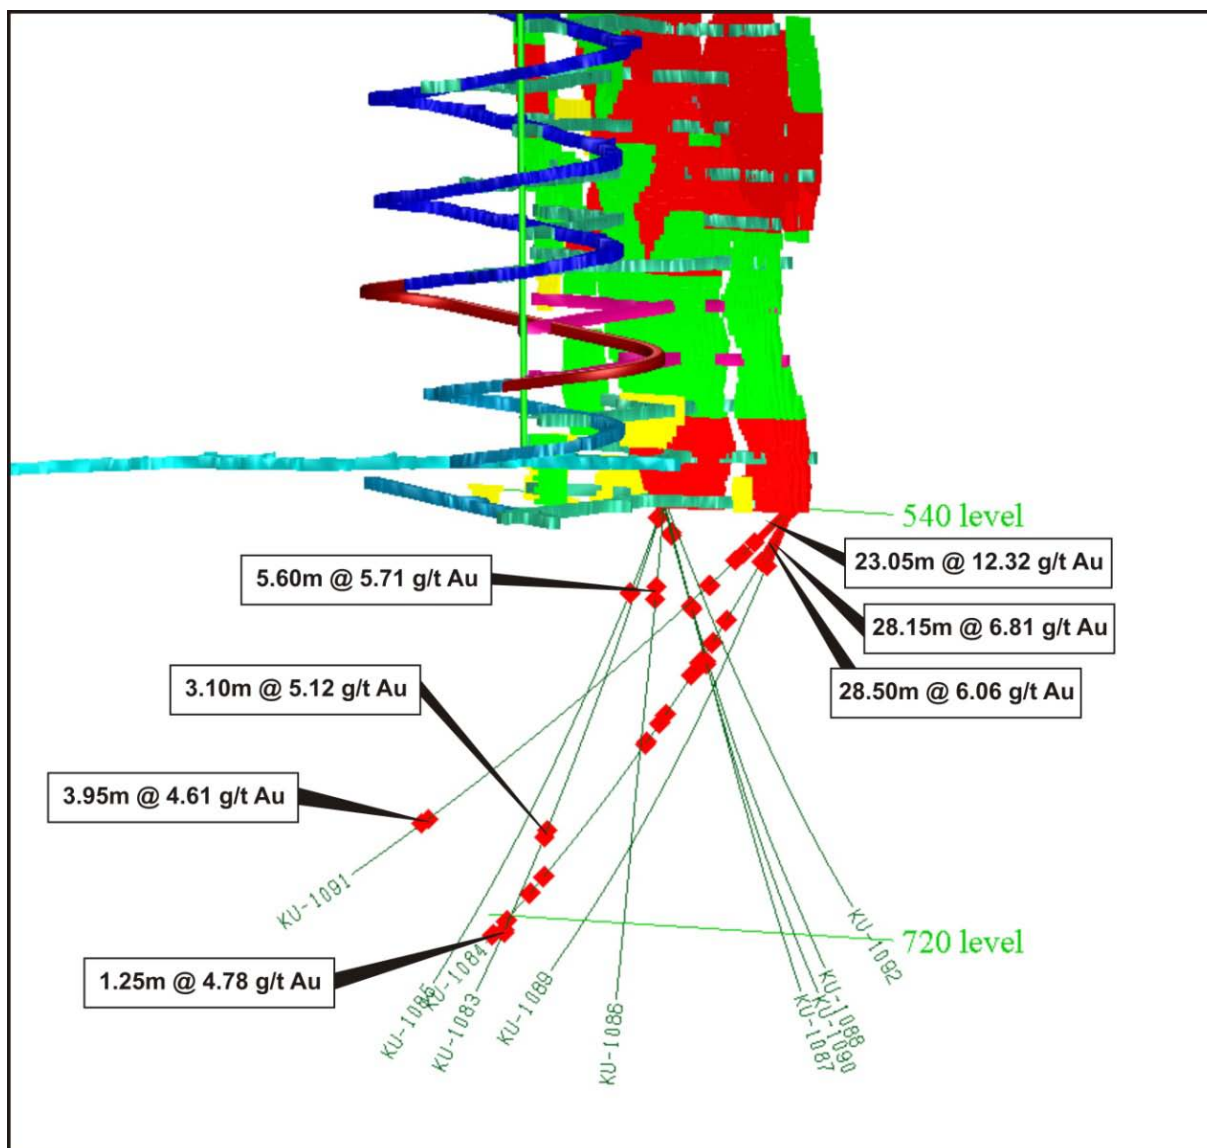 540 level
23.05m @ 12.32 g/t Au
5.60m @ 5.71 g/t Au
28.15m @ 6.81 g/t Au
3.10m @ 5.12 g/t Au
28.50m @ 6.06 g/t Au
3.95m @ 4.61 g/t Au
KU-1091
KU-1092
720 level
1.25m @ 4.78 g/t Au
KU-1085
KU-1084
KU-1083
KU-1089
KU-1086
KU-1088
KU-1090
KU-1087